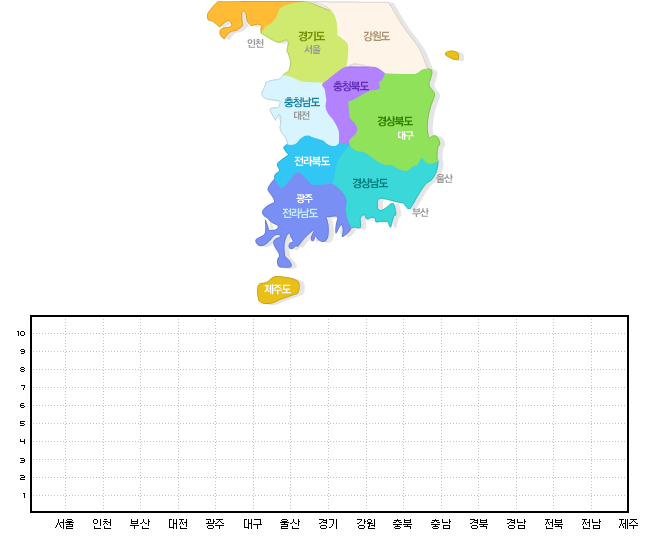 인천
경기도
서울
강원도
충청북도
충청남도
대전
경상북도
대구
전라북도
경상남도
울산
광주
전라남도
부산
제주도
10
9
8
7
6
5
4
3
2
1
서울 인천 부산 대전 광주 대구 울산 경기 강원 충북 충남 경북 경남 전북 전남 제주